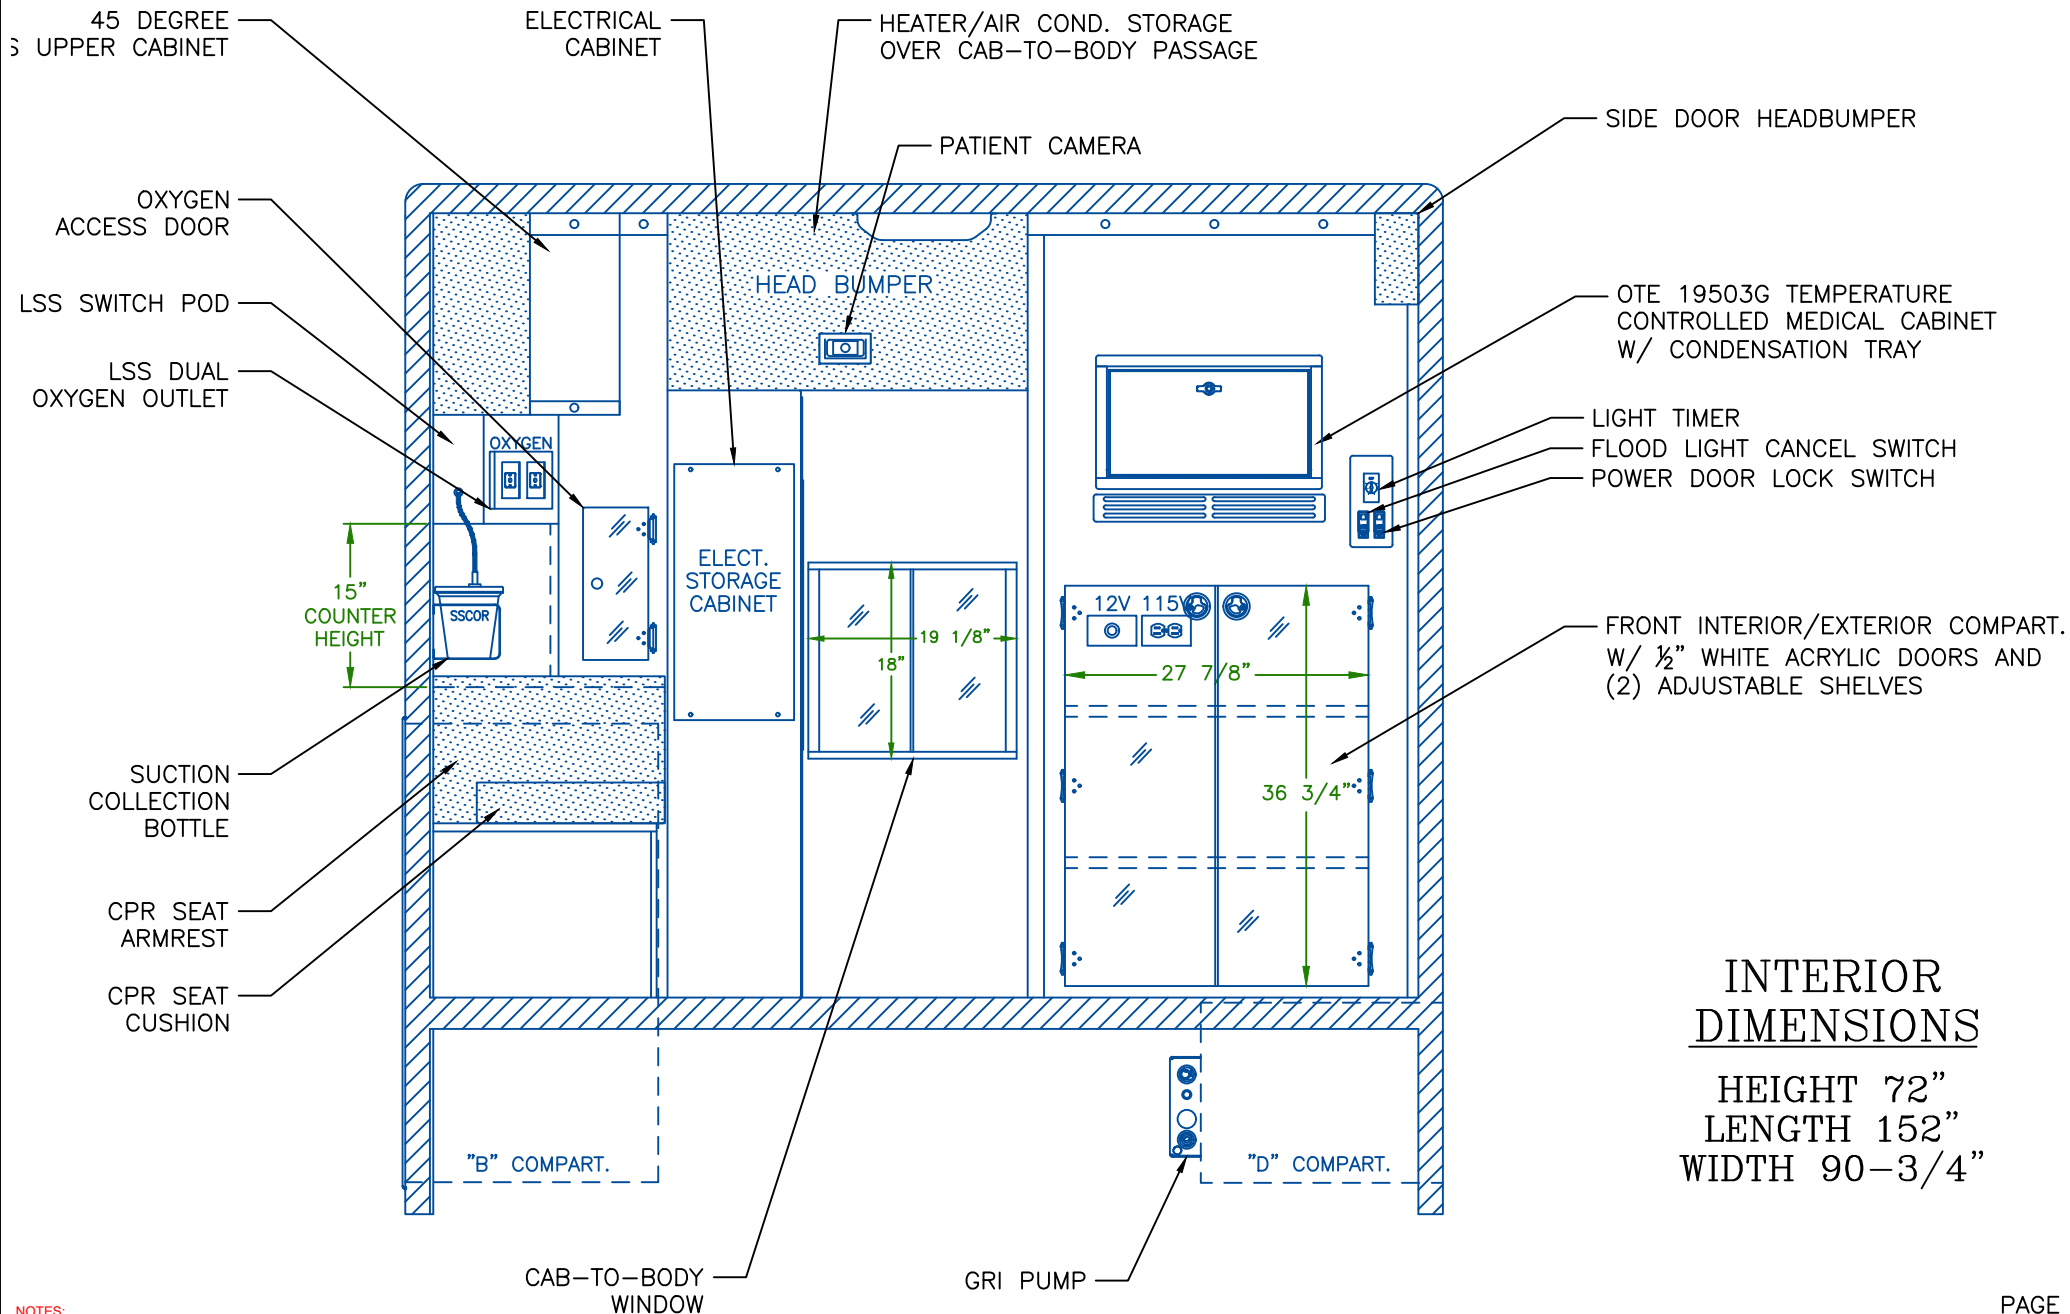 45 DEGREE
S UPPER CABINET
ELECTRICAL
CABINET
HEATER/AIR COND. STORAGE
OVER CAB-TO-BODY PASSAGE
PATIENT CAMERA
SIDE DOOR HEADBUMPER
OXYGEN
ACCESS DOOR
LSS SWITCH POD
LSS DUAL
OXYGEN OUTLET
HEAD BUMPER
OTE 19503G TEMPERATURE
CONTROLLED MEDICAL CABINET
W/ CONDENSATION TRAY
LIGHT TIMER
FLOOD LIGHT CANCEL SWITCH
POWER DOOR LOCK SWITCH
OXYGEN
15"
COUNTER
HEIGHT
SSCOR
ELECT.
STORAGE
CABINET
19 1/8"
18"
12V 115V
27 7/8"
36 3/4"
FRONT INTERIOR/EXTERIOR COMPART.
W/ ½" WHITE ACRYLIC DOORS AND
(2) ADJUSTABLE SHELVES
SUCTION
COLLECTION
BOTTLE
CPR SEAT
ARMREST
CPR SEAT
CUSHION
INTERIOR
DIMENSIONS
HEIGHT 72"
LENGTH 152"
WIDTH 90-3/4"
"B" COMPART.
"D" COMPART.
CAB-TO-BODY
WINDOW
GRI PUMP
NOTES:
PAGE